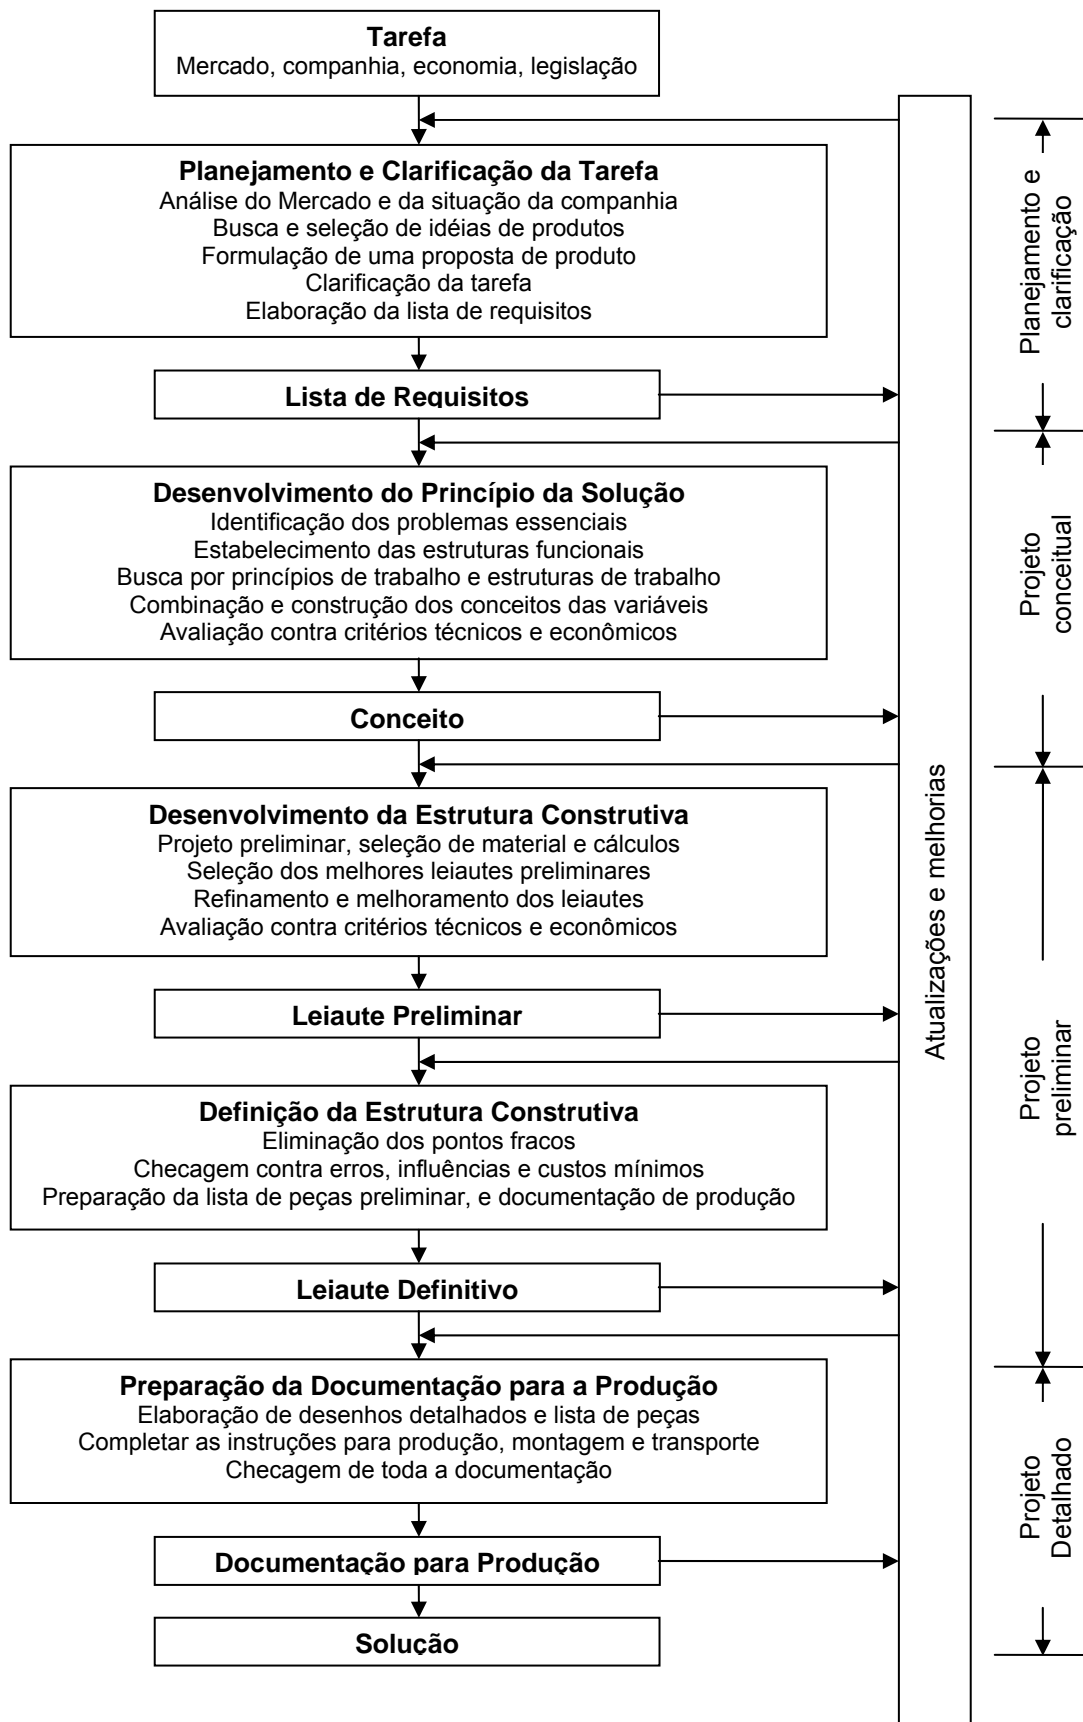 Tarefa
Mercado, companhia, economia, legislação
Planejamento e Clarificação da Tarefa
Análise do Mercado e da situação da companhia
Busca e seleção de idéias de produtos
Formulação de uma proposta de produto
Clarificação da tarefa
Elaboração da lista de requisitos
Lista de Requisitos
Desenvolvimento do Princípio da Solução
Identificação dos problemas essenciais
Estabelecimento das estruturas funcionais
Busca por princípios de trabalho e estruturas de trabalho
Combinação e construção dos conceitos das variáveis
Avaliação contra critérios técnicos e econômicos
Conceito
Desenvolvimento da Estrutura Construtiva
Projeto preliminar, seleção de material e cálculos
Seleção dos melhores leiautes preliminares
Refinamento e melhoramento dos leiautes
Avaliação contra critérios técnicos e econômicos
Leiaute Preliminar
Definição da Estrutura Construtiva
Eliminação dos pontos fracos
Checagem contra erros, influências e custos mínimos
Preparação da lista de peças preliminar, e documentação de produção
Leiaute Definitivo
Preparação da Documentação para a Produção
Elaboração de desenhos detalhados e lista de peças
Completar as instruções para produção, montagem e transporte
Checagem de toda a documentação
Documentação para Produção
Solução
Atualizações e melhorias
Planejamento e
clarificação
Projeto
conceitual
Projeto
preliminar
Projeto
Detalhado